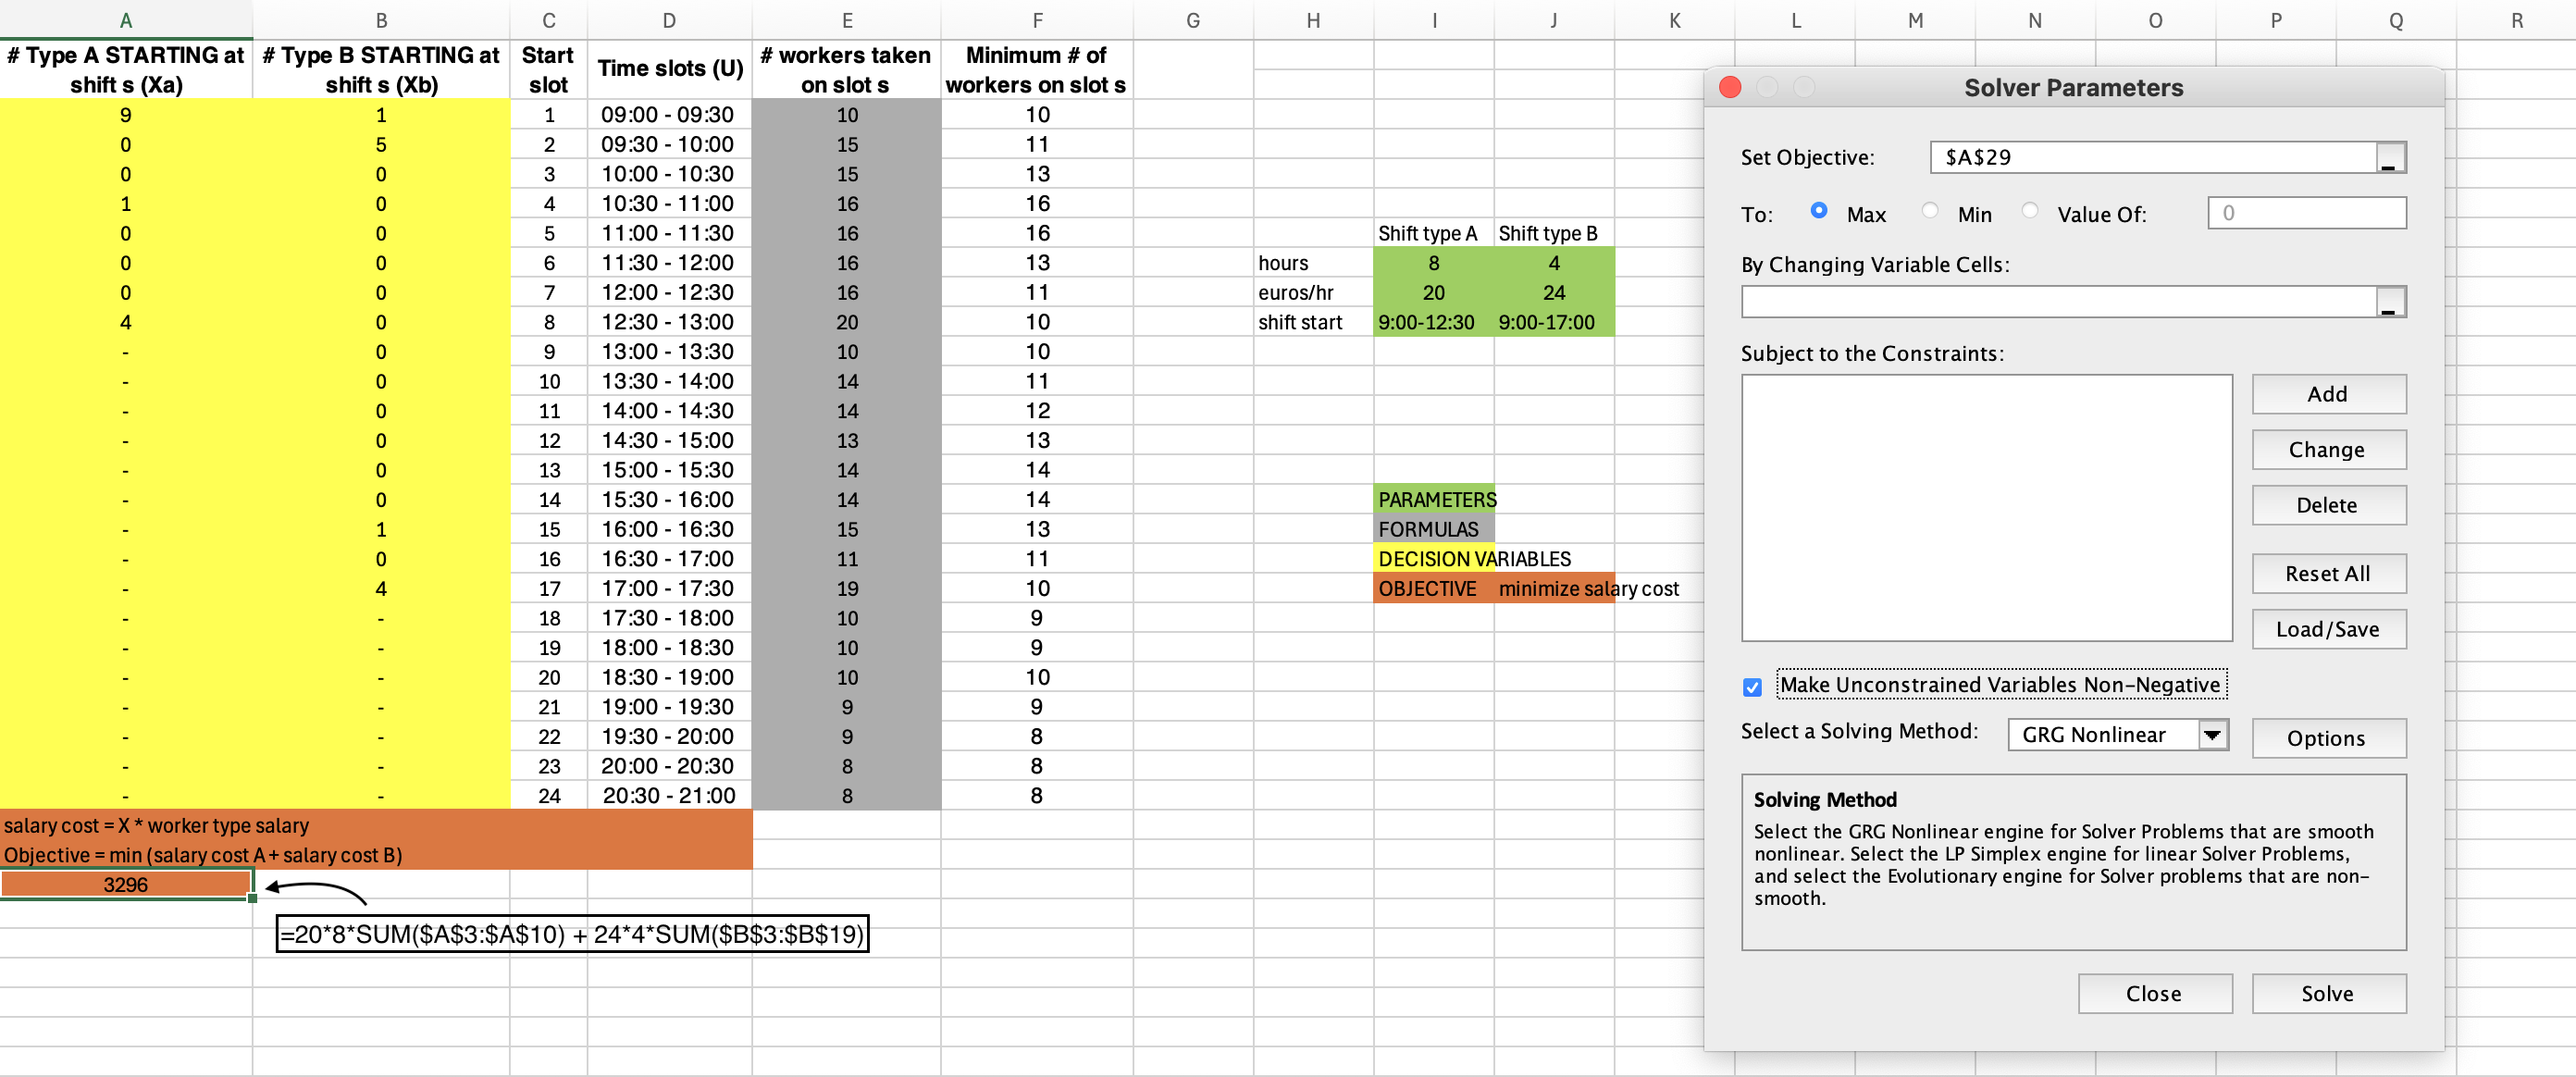 A B C D E F G H I J K L M N O P Q R
# Type A STARTING at shift s (Xa) # Type B STARTING at shift s (Xb) Start slot Time slots (U) # workers taken on slot s Minimum # of workers on slot s
9 1 1 09:00 - 09:30 10 10
0 5 2 09:30 - 10:00 15 11
0 0 3 10:00 - 10:30 15 13
1 0 4 10:30 - 11:00 16 16
0 0 5 11:00 - 11:30 16 16 Shift type A Shift type B
0 0 6 11:30 - 12:00 16 13 hours 8 4
0 0 7 12:00 - 12:30 16 11 euros/hr 20 24
4 0 8 12:30 - 13:00 20 10 shift start 9:00-12:30 9:00-17:00
- 0 9 13:00 - 13:30 10 10
- 0 10 13:30 - 14:00 14 11
- 0 11 14:00 - 14:30 14 12
- 0 12 14:30 - 15:00 13 13
- 0 13 15:00 - 15:30 14 14
- 0 14 15:30 - 16:00 14 14 PARAMETERS
- 1 15 16:00 - 16:30 15 13 FORMULAS
- 0 16 16:30 - 17:00 11 11 DECISION VARIABLES
- 4 17 17:00 - 17:30 19 10 OBJECTIVE minimize salary cost
- - 18 17:30 - 18:00 10 9
- - 19 18:00 - 18:30 10 9
- - 20 18:30 - 19:00 10 10
- - 21 19:00 - 19:30 9 9
- - 22 19:30 - 20:00 9 8
- - 23 20:00 - 20:30 8 8
- - 24 20:30 - 21:00 8 8
salary cost = X * worker type salary
Objective = min (salary cost A + salary cost B)
3296
=20*8*SUM($A$3:$A$10) + 24*4*SUM($B$3:$B$19)
Solver Parameters
Set Objective: $A$29
To: Max Min Value Of: 0
By Changing Variable Cells:
Subject to the Constraints:
Add
Change
Delete
Reset All
Load/Save
Make Unconstrained Variables Non-Negative
Select a Solving Method: GRG Nonlinear Options
Solving Method
Select the GRG Nonlinear engine for Solver Problems that are smooth
nonlinear. Select the LP Simplex engine for linear Solver Problems,
and select the Evolutionary engine for Solver problems that are non-
smooth.
Close Solve